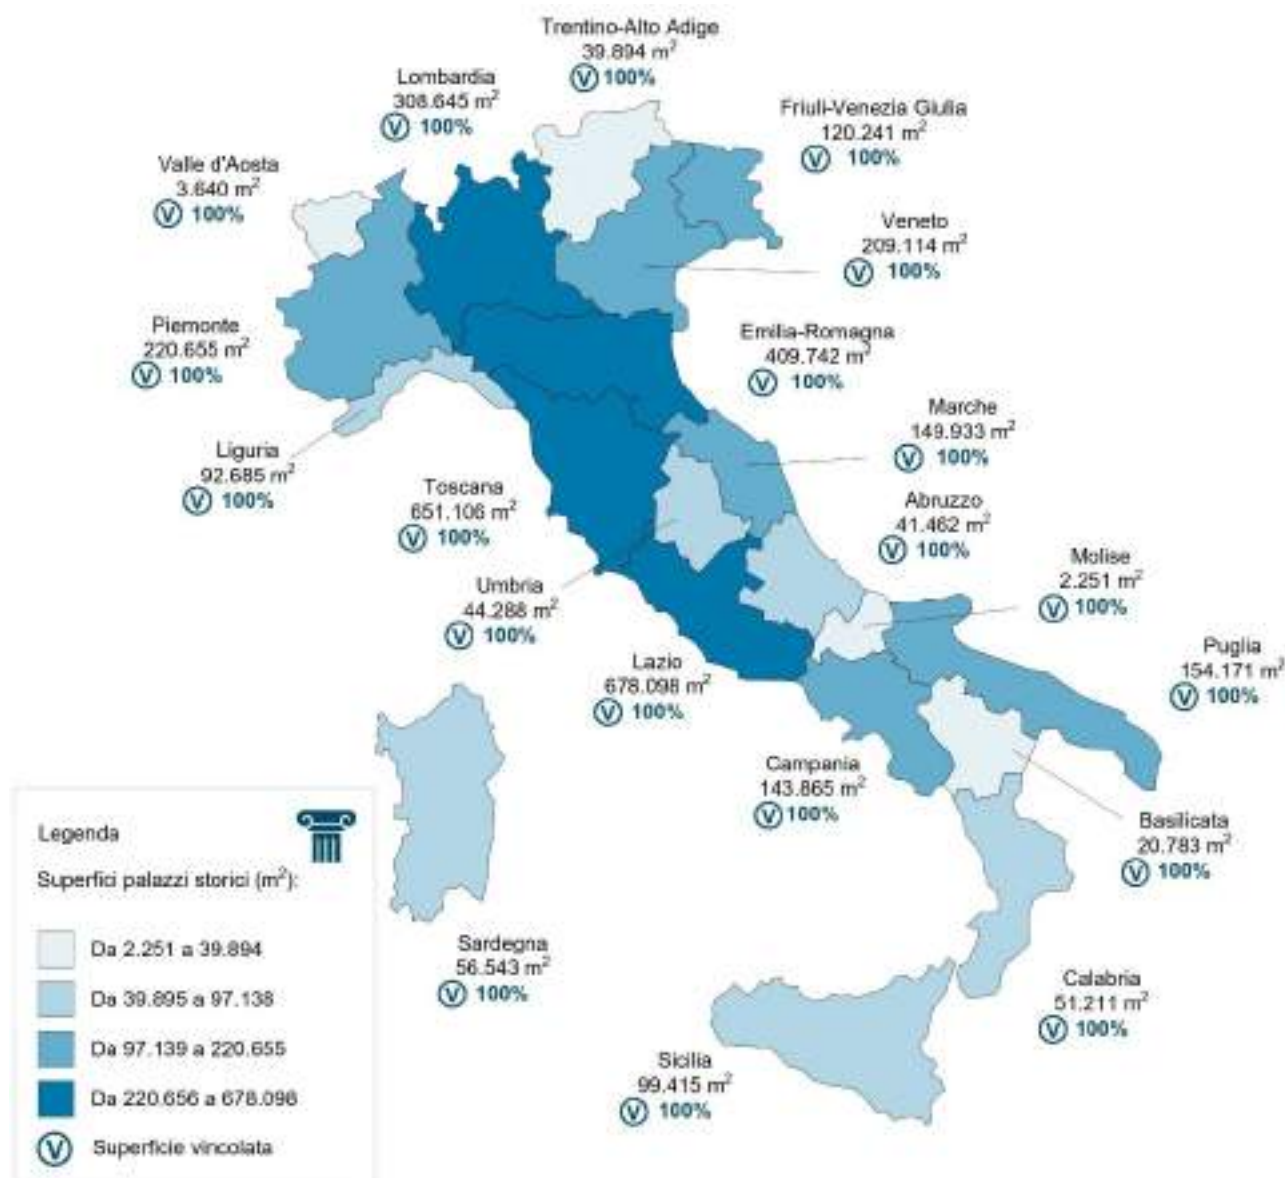 Trentino-Alto Adige
39.894 m²
V 100%
Lombardia
308.645 m²
V 100%
Friuli-Venezia Giulia
120.241 m²
V 100%
Valle d'Aosta
3.640 m²
V 100%
Veneto
209.114 m²
V 100%
Piemonte
220.655 m²
V 100%
Emilia-Romagna
409.742 m²
V 100%
Marche
149.933 m²
V 100%
Liguria
92.685 m²
V 100%
Toscana
651.106 m²
V 100%
Abruzzo
41.462 m²
V 100%
Molise
2.251 m²
V 100%
Umbria
44.288 m²
V 100%
Lazio
678.098 m²
V 100%
Puglia
154.171 m²
V 100%
Campania
143.865 m²
V 100%
Basilicata
20.783 m²
V 100%
Sardegna
56.543 m²
V 100%
Calabria
51.211 m²
V 100%
Sicilia
99.415 m²
V 100%
Legenda
Superfici palazzi storici (m²):
Da 2.251 a 39.894
Da 39.895 a 97.138
Da 97.139 a 220.655
Da 220.656 a 678.098
V Superficie vincolata